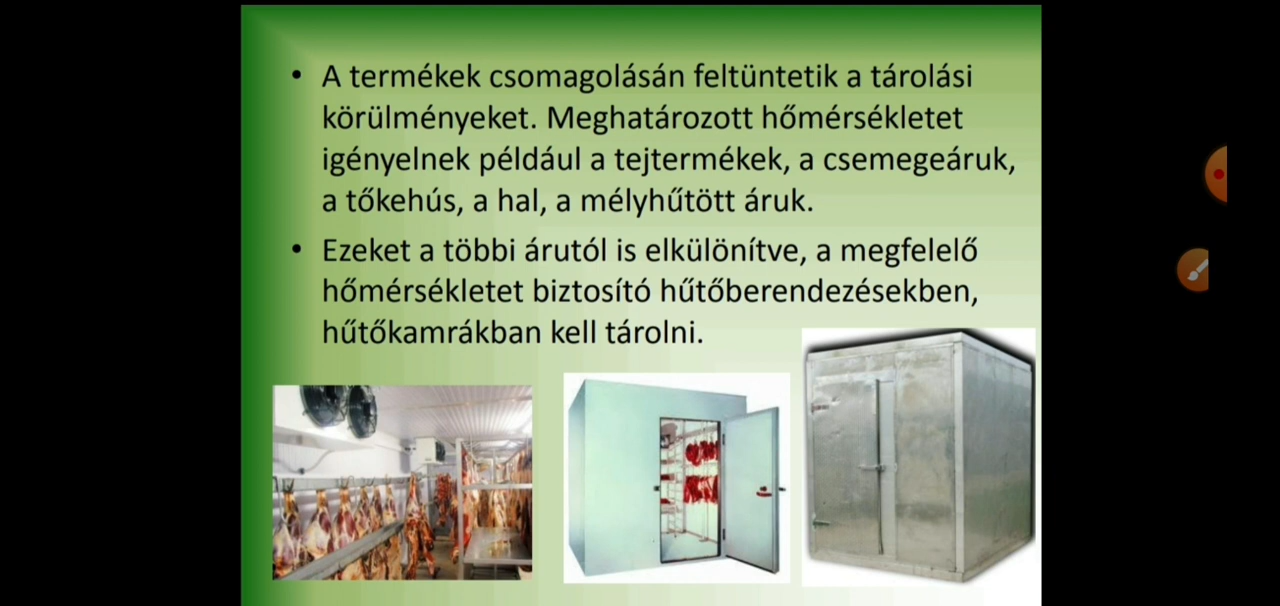 • A termékek csomagolásán feltüntetik a tárolási
körülményeket. Meghatározott hőmérsékletet
igényelnek például a tejtermékek, a csemegeáruk,
a tőkehús, a hal, a mélyhűtött áruk.
• Ezeket a többi árutól is elkülönítve, a megfelelő
hőmérsékletet biztosító hűtőberendezésekben,
hűtőkamrákban kell tárolni.